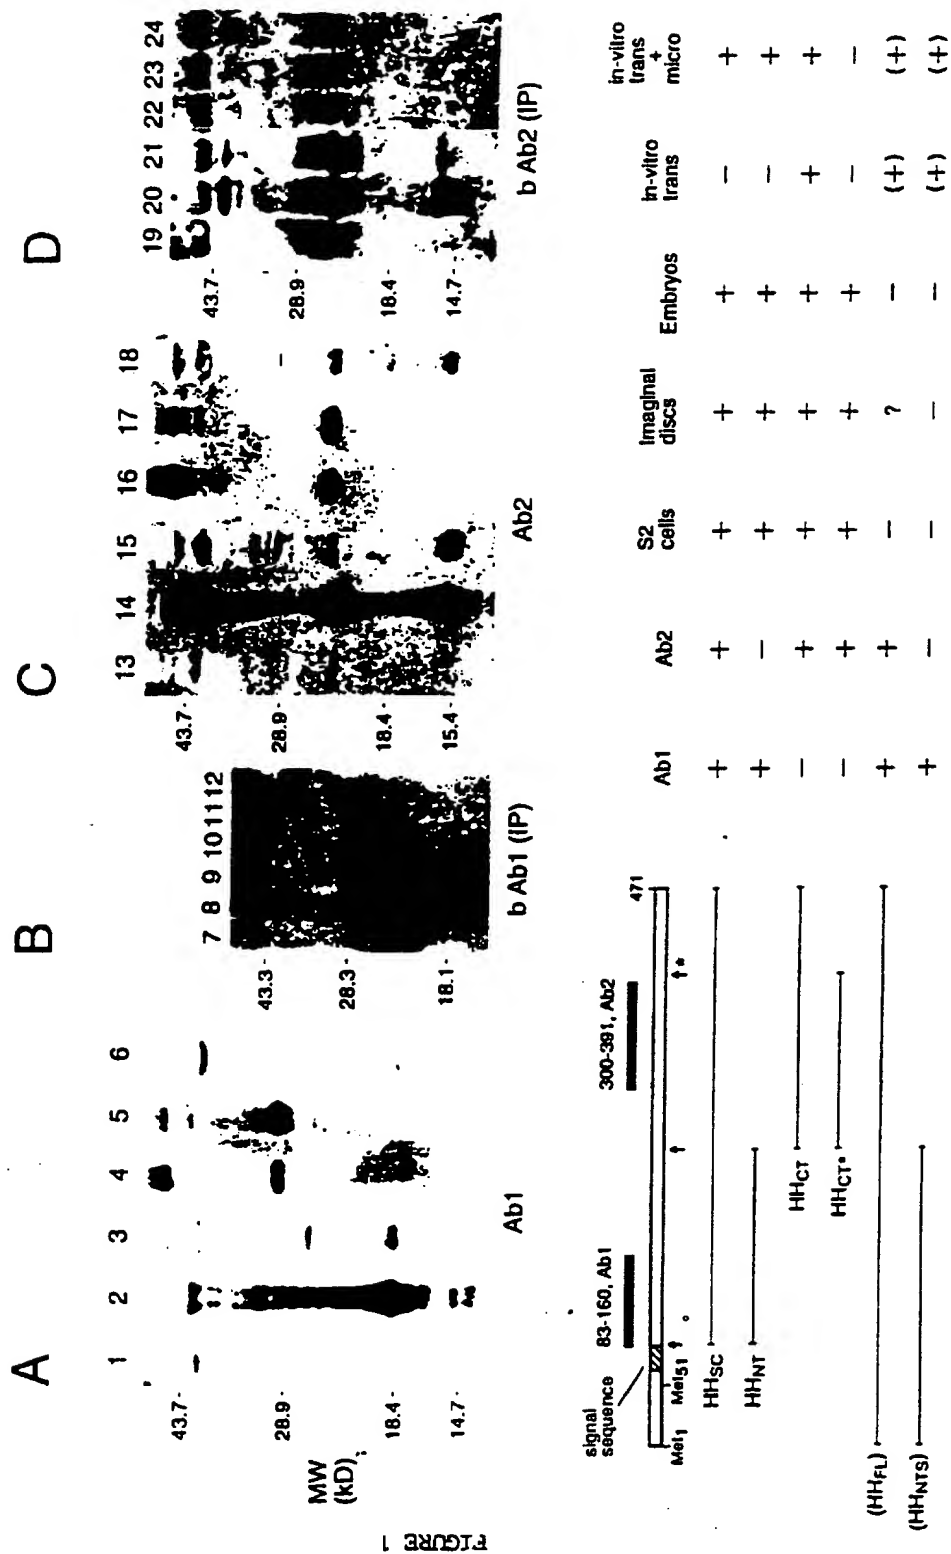 A
1 2 3 4 5 6
MW
(kD)
43.7 -
28.9 -
18.4 -
14.7 -
Ab1
B
7 8 9 10 11 12
43.3 -
28.3 -
18.1 -
b Ab1 (IP)
C
13 14 15 16 17 18
43.7 -
28.9 -
18.4 -
15.4 -
Ab2
D
19 20 21 22 23 24
43.7 -
28.9 -
18.4 -
14.7 -
b Ab2 (IP)
signal
sequence
83-160, Ab1
300-391, Ab2
471
Met1
Met51
*
Ab1 Ab2 S2 cells Imaginal discs Embryos In-vitro trans In-vitro trans + micro
HHSC + + + + + - +
HHNT + - + + + - +
HHCT - + + + + + +
HHCT* - + + + + - -
(HHFL) + + - ? - (+) (+)
(HHNTS) + - - - - (+) (+)
FIGURE 1